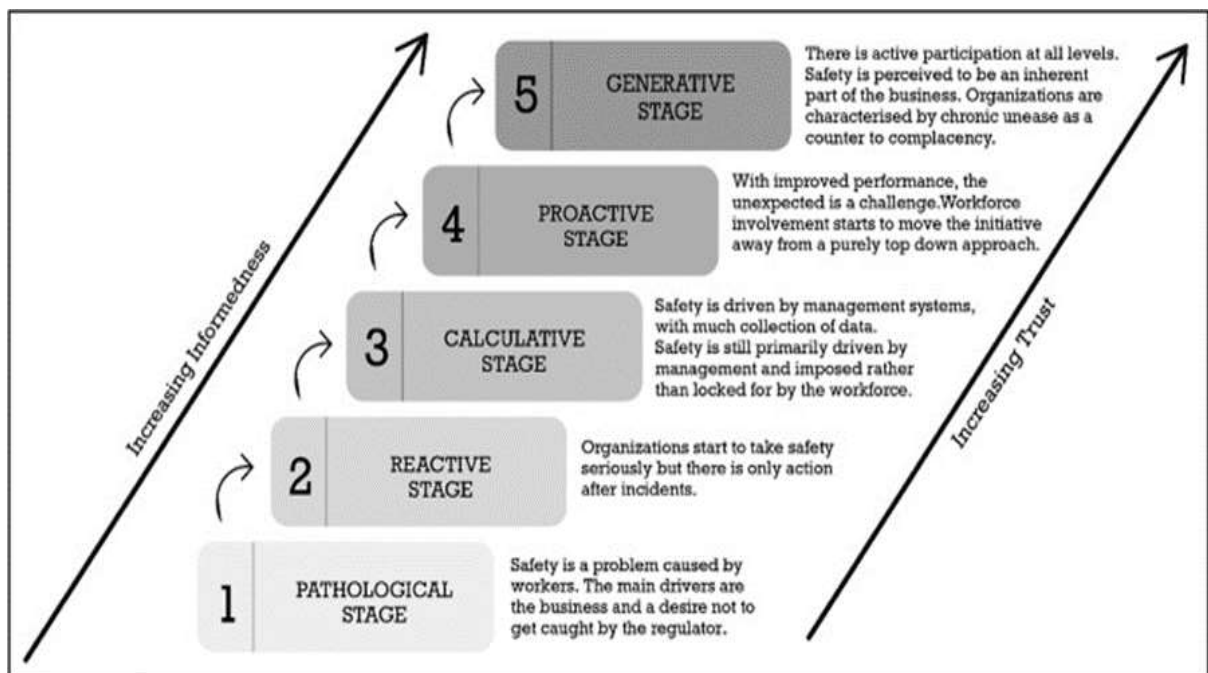 5
GENERATIVE
STAGE
There is active participation at all levels.
Safety is perceived to be an inherent
part of the business. Organizations are
characterised by chronic unease as a
counter to complacency.
4
PROACTIVE
STAGE
With improved performance, the
unexpected is a challenge.Workforce
involvement starts to move the initiative
away from a purely top down approach.
3
CALCULATIVE
STAGE
Safety is driven by management systems,
with much collection of data.
Safety is still primarily driven by
management and imposed rather
than locked for by the workforce.
2
REACTIVE
STAGE
Organizations start to take safety
seriously but there is only action
after incidents.
1
PATHOLOGICAL
STAGE
Safety is a problem caused by
workers. The main drivers are
the business and a desire not to
get caught by the regulator.
Increasing Informedness
Increasing Trust